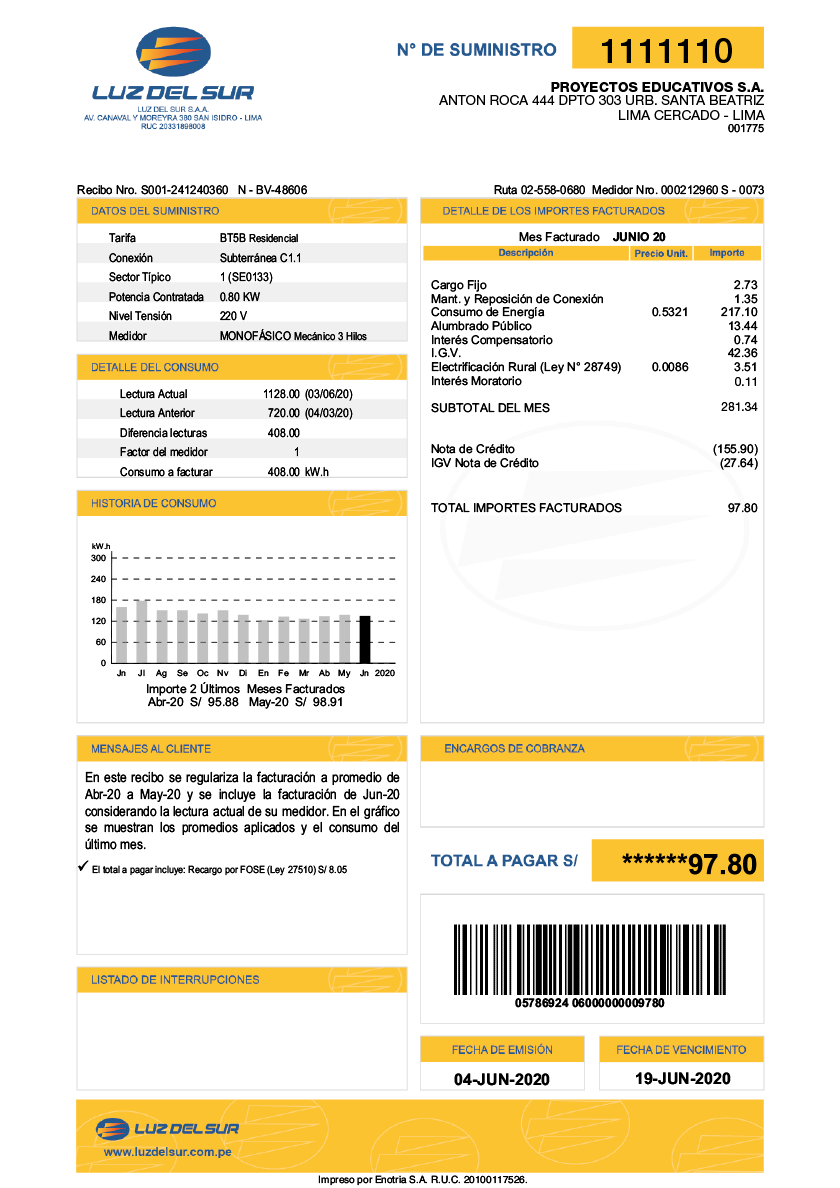 LUZ DEL SUR
LUZ DEL SUR S.A.A.
AV. CANAVAL Y MOREYRA 380 SAN ISIDRO - LIMA
RUC 20331898008
N° DE SUMINISTRO 1111110
PROYECTOS EDUCATIVOS S.A.
ANTON ROCA 444 DPTO 303 URB. SANTA BEATRIZ
LIMA CERCADO - LIMA
001775
Recibo Nro. S001-241240360 N - BV-48606
Ruta 02-558-0680 Medidor Nro. 000212960 S - 0073
DATOS DEL SUMINISTRO
Tarifa BT5B Residencial
Conexión Subterránea C1.1
Sector Típico 1 (SE0133)
Potencia Contratada 0.80 KW
Nivel Tensión 220 V
Medidor MONOFÁSICO Mecánico 3 Hilos
DETALLE DEL CONSUMO
Lectura Actual 1128.00 (03/06/20)
Lectura Anterior 720.00 (04/03/20)
Diferencia lecturas 408.00
Factor del medidor 1
Consumo a facturar 408.00 kW.h
HISTORIA DE CONSUMO
kW.h
300
240
180
120
60
0
Jn Jl Ag Se Oc Nv Di En Fe Mr Ab My Jn 2020
Importe 2 Últimos Meses Facturados
Abr-20 S/ 95.88 May-20 S/ 98.91
MENSAJES AL CLIENTE
En este recibo se regulariza la facturación a promedio de
Abr-20 a May-20 y se incluye la facturación de Jun-20
considerando la lectura actual de su medidor. En el gráfico
se muestran los promedios aplicados y el consumo del
último mes.
✓ El total a pagar incluye: Recargo por FOSE (Ley 27510) S/ 8.05
LISTADO DE INTERRUPCIONES
DETALLE DE LOS IMPORTES FACTURADOS
Mes Facturado JUNIO 20
Descripción Precio Unit. Importe
Cargo Fijo 2.73
Mant. y Reposición de Conexión 1.35
Consumo de Energía 0.5321 217.10
Alumbrado Público 13.44
Interés Compensatorio 0.74
I.G.V. 42.36
Electrificación Rural (Ley N° 28749) 0.0086 3.51
Interés Moratorio 0.11
SUBTOTAL DEL MES 281.34
Nota de Crédito (155.90)
IGV Nota de Crédito (27.64)
TOTAL IMPORTES FACTURADOS 97.80
ENCARGOS DE COBRANZA
TOTAL A PAGAR S/ ******97.80
05786924 06000000009780
FECHA DE EMISIÓN
04-JUN-2020
FECHA DE VENCIMIENTO
19-JUN-2020
LUZ DEL SUR
www.luzdelsur.com.pe
Impreso por Enotria S.A. R.U.C. 20100117526.